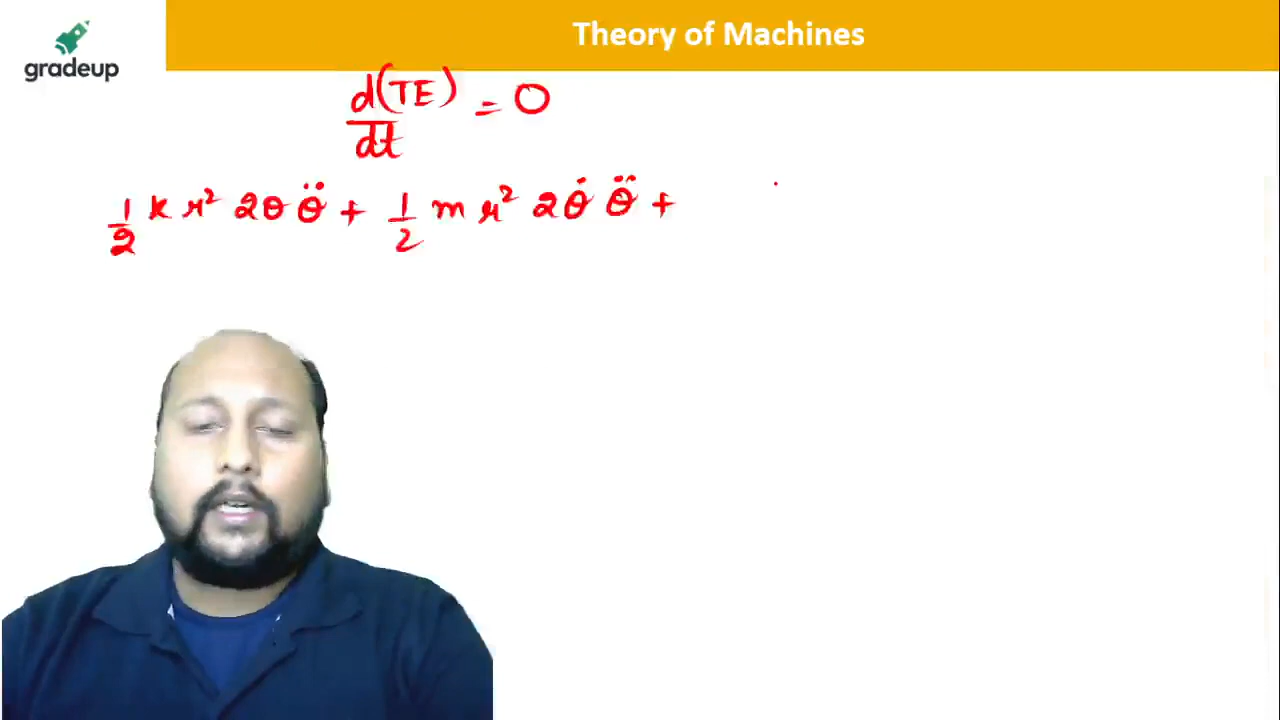 gradeup
Theory of Machines
d(TE)/dt = 0
1/2 k r² 2θ θ̈ + 1/2 m r² 2θ̇ θ̈ +